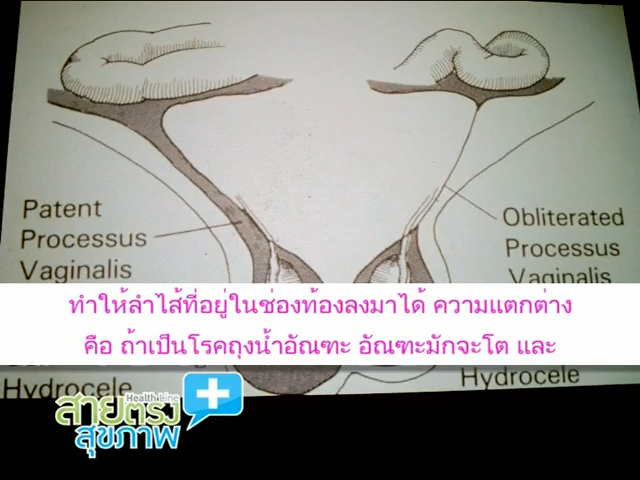 Patent
Processus
Vaginalis
Obliterated
Processus
Vaginalis
ทำให้ลำไส้ที่อยู่ในช่องท้องลงมาได้ ความแตกต่าง
คือ ถ้าเป็นโรคถุงน้ำอัณฑะ อัณฑะมักจะโต และ
Hydrocele
Hydrocele
Health Line
สายตรง
สุขภาพ